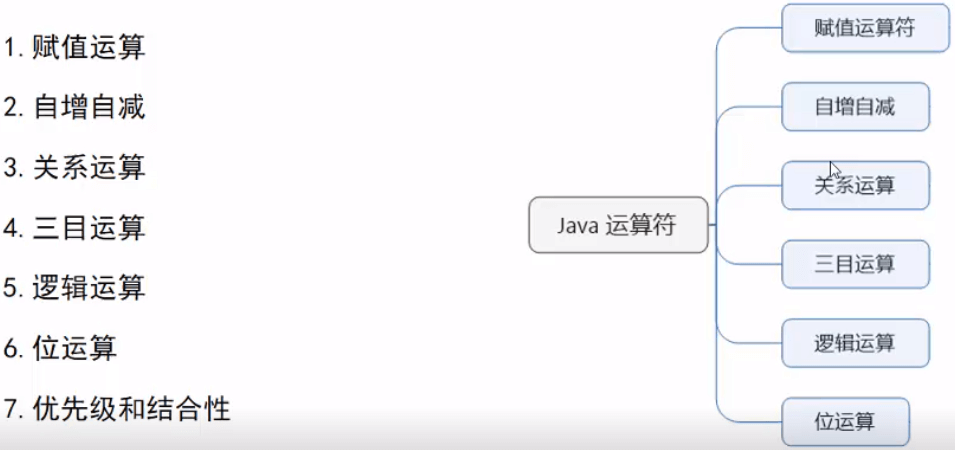 1.赋值运算
2.自增自减
3.关系运算
4.三目运算
5.逻辑运算
6.位运算
7.优先级和结合性
Java 运算符
赋值运算符
自增自减
关系运算
三目运算
逻辑运算
位运算